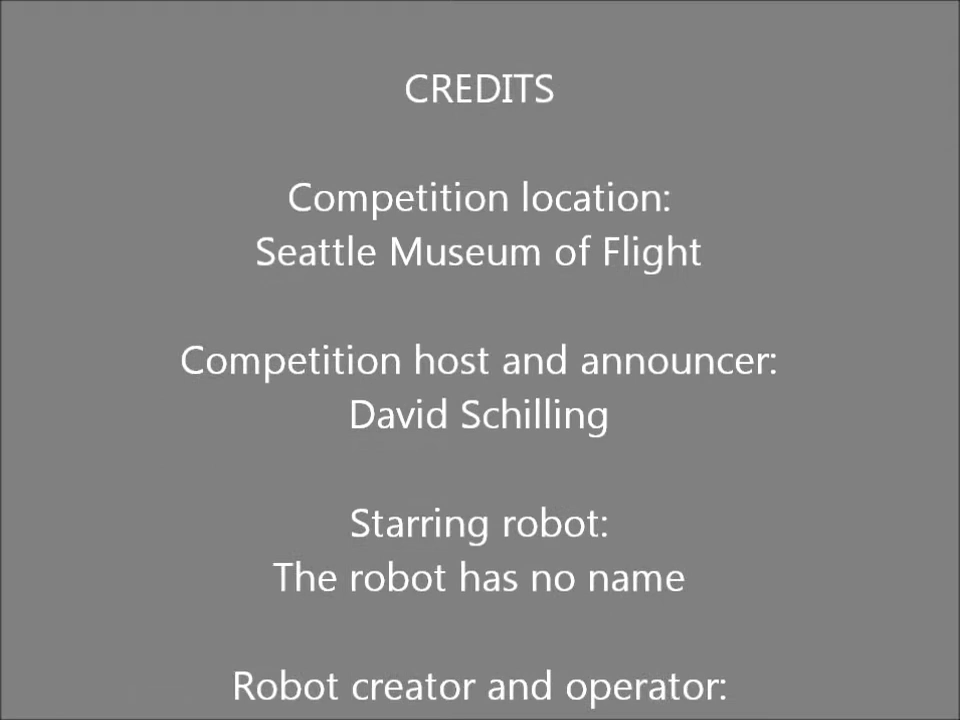 CREDITS
Competition location:
Seattle Museum of Flight
Competition host and announcer:
David Schilling
Starring robot:
The robot has no name
Robot creator and operator: